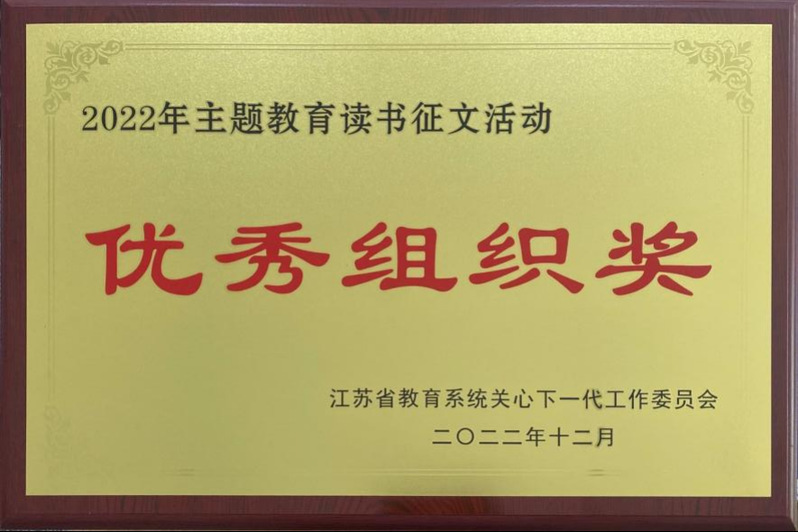 2022年主题教育读书征文活动
优秀组织奖
江苏省教育系统关心下一代工作委员会
二〇二二年十二月